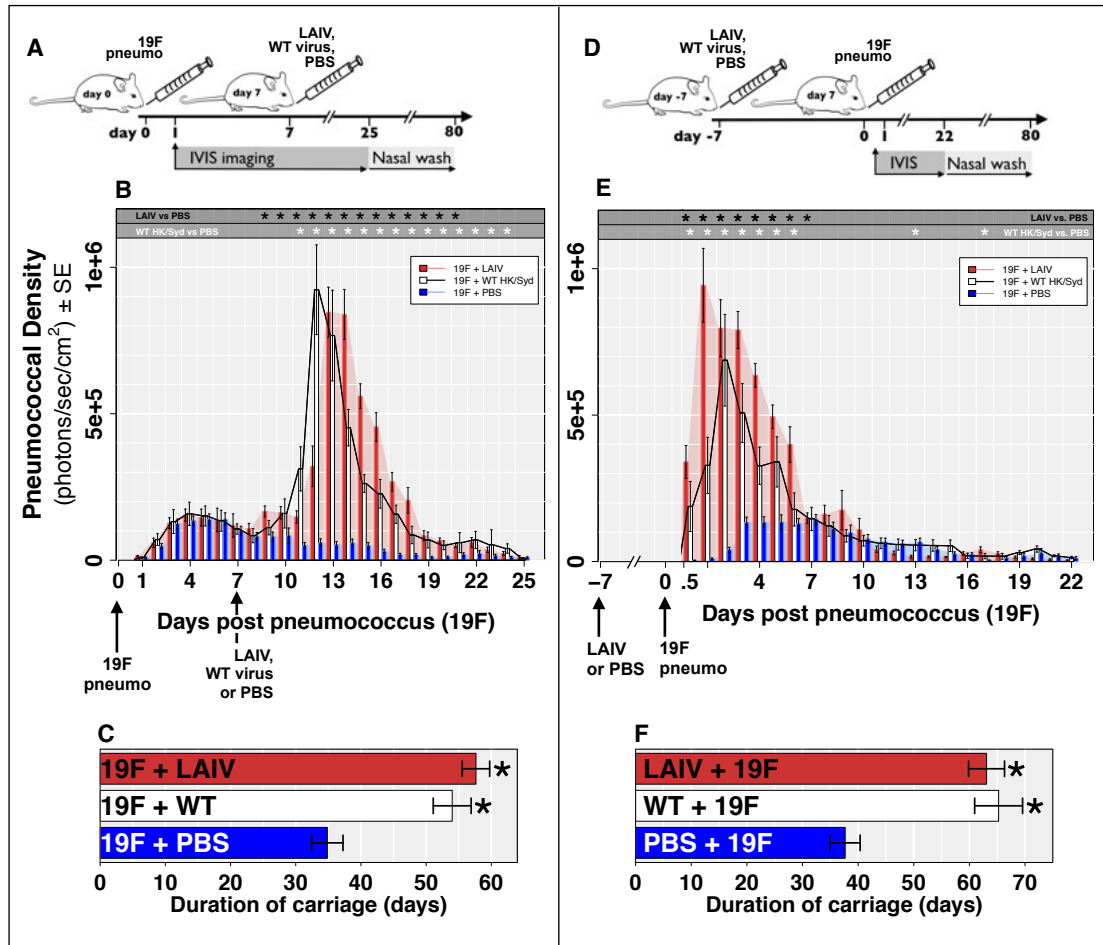 A
19F
pneumo
LAIV,
WT virus,
PBS
day 0
day 7
day 0 1 7 25 80
IVIS imaging
Nasal wash
B
LAIV vs PBS * * * * * * * * * * * * *
WT HK/Syd vs PBS * * * * * * * * * * * * * *
Pneumococcal Density
(photons/sec/cm²) ± SE
1e+6
5e+5
0
19F + LAIV
19F + WT HK/Syd
19F + PBS
0 1 4 7 10 13 16 19 22 25
Days post pneumococcus (19F)
19F
pneumo
LAIV,
WT virus
or PBS
C
19F + LAIV *
19F + WT *
19F + PBS
0 10 20 30 40 50 60
Duration of carriage (days)
D
LAIV,
WT virus,
PBS
19F
pneumo
day -7
day 7
day -7 0 1 22 80
IVIS
Nasal wash
E
* * * * * * * * LAIV vs. PBS
* * * * * * * * * WT HK/Syd vs. PBS
1e+6
5e+5
0
19F + LAIV
19F + WT HK/Syd
19F + PBS
−7 0 .5 4 7 10 13 16 19 22
Days post pneumococcus (19F)
LAIV
or PBS
19F
pneumo
F
LAIV + 19F *
WT + 19F *
PBS + 19F
0 10 20 30 40 50 60 70
Duration of carriage (days)